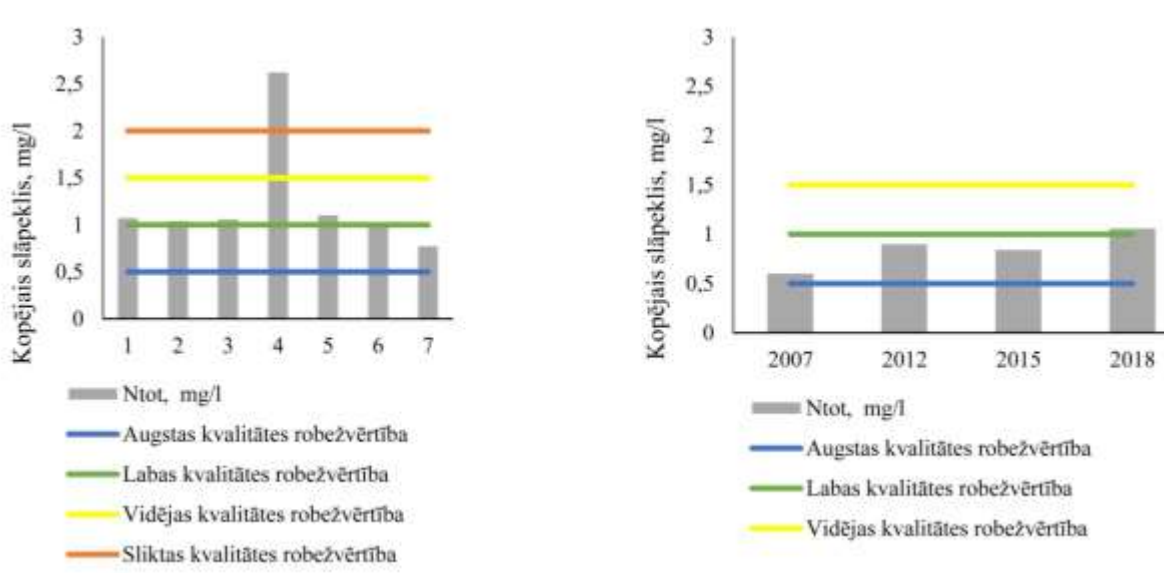 Kopējais slāpeklis, mg/l
3
2,5
2
1,5
1
0,5
0
1 2 3 4 5 6 7
Ntot, mg/l
Augstas kvalitātes robežvērtība
Labas kvalitātes robežvērtība
Vidējas kvalitātes robežvērtība
Sliktas kvalitātes robežvērtība
Kopējais slāpeklis, mg/l
3
2,5
2
1,5
1
0,5
0
2007 2012 2015 2018
Ntot, mg/l
Augstas kvalitātes robežvērtība
Labas kvalitātes robežvērtība
Vidējas kvalitātes robežvērtība